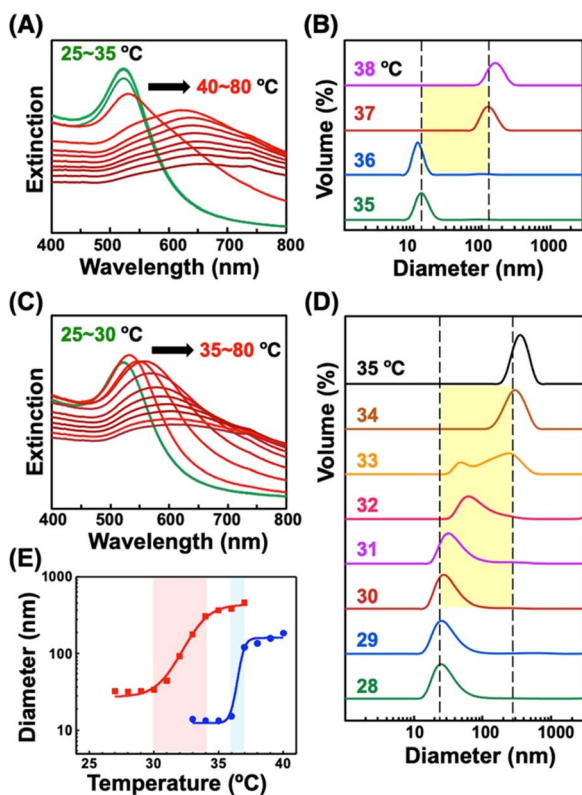 (A)
25~35 ºC
40~80 ºC
Extinction
400 500 600 700 800
Wavelength (nm)
(B)
38 ºC
37
36
35
Volume (%)
10 100 1000
Diameter (nm)
(C)
25~30 ºC
35~80 ºC
Extinction
400 500 600 700 800
Wavelength (nm)
(D)
35 ºC
34
33
32
31
30
29
28
Volume (%)
10 100 1000
Diameter (nm)
(E)
1000
100
10
Diameter (nm)
25 30 35 40
Temperature (ºC)